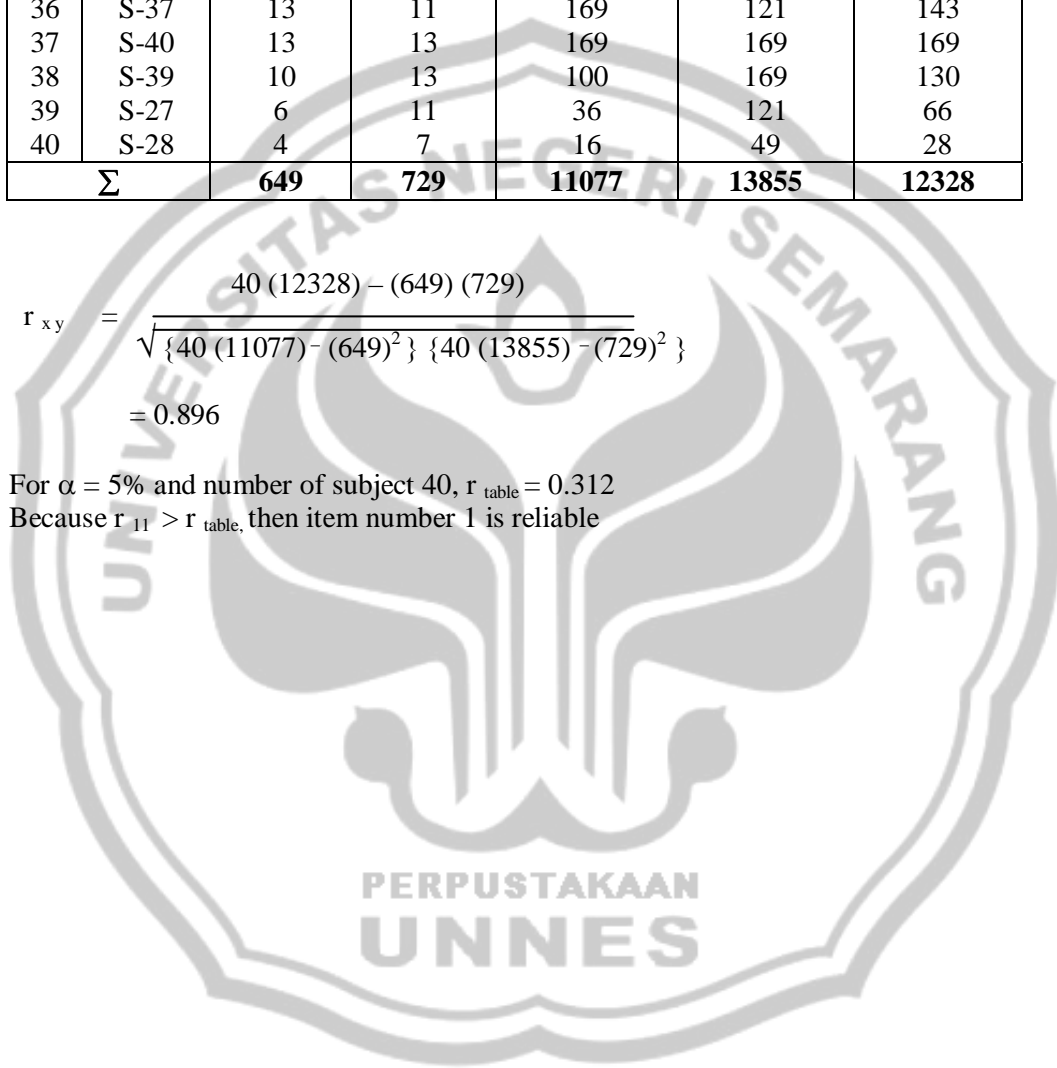 36 S-37 13 11 169 121 143
37 S-40 13 13 169 169 169
38 S-39 10 13 100 169 130
39 S-27 6 11 36 121 66
40 S-28 4 7 16 49 28
Σ 649 729 11077 13855 12328
40 (12328) – (649) (729)
r x y =
√ {40 (11077) - (649)² } {40 (13855) - (729)² }
= 0.896
For α = 5% and number of subject 40, r table = 0.312
Because r 11 > r table, then item number 1 is reliable
UNIVERSITAS NEGERI SEMARANG
PERPUSTAKAAN
UNNES